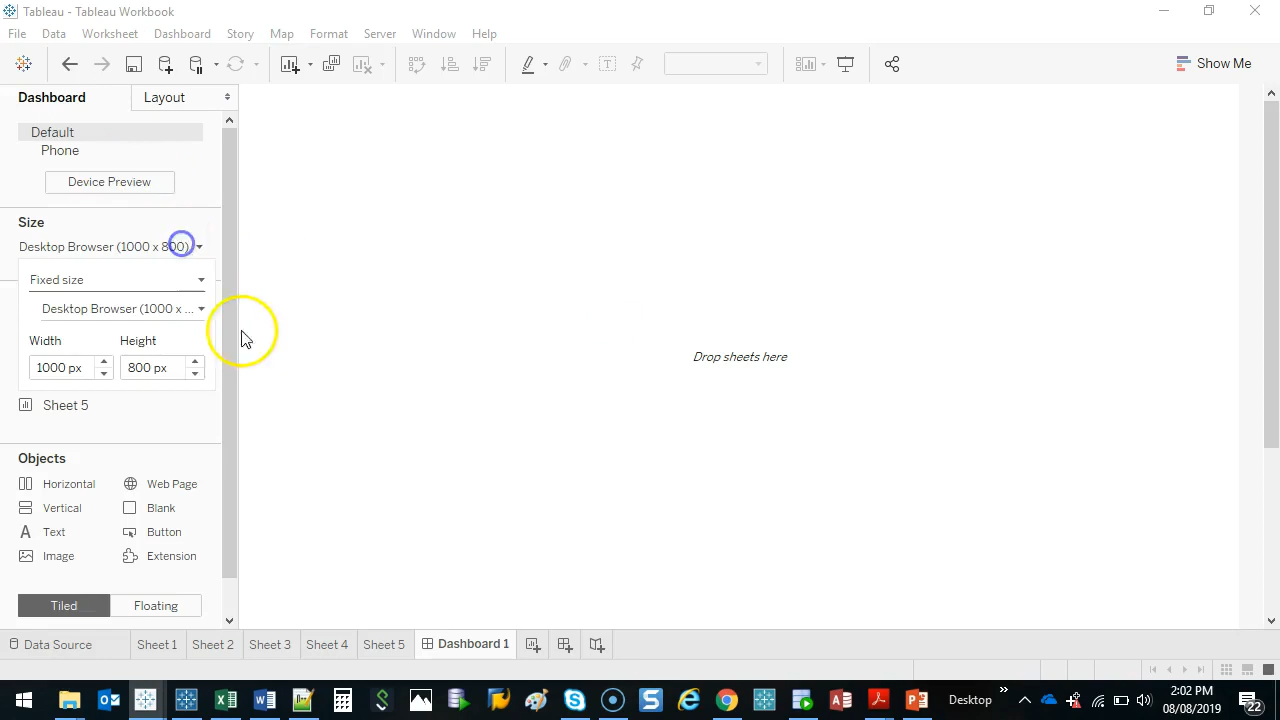 Tableau - Tableau Workbook
File Data Worksheet Dashboard Story Map Format Server Window Help
Show Me
Dashboard Layout
Default
Phone
Device Preview
Size
Desktop Browser (1000 x 800)
Fixed size
Desktop Browser (1000 x ...
Width Height
1000 px 800 px
Drop sheets here
Sheet 5
Objects
Horizontal Web Page
Vertical Blank
A Text Button
Image Extension
Tiled Floating
Data Source Sheet 1 Sheet 2 Sheet 3 Sheet 4 Sheet 5 Dashboard 1
Desktop » 2:02 PM
08/08/2019 22